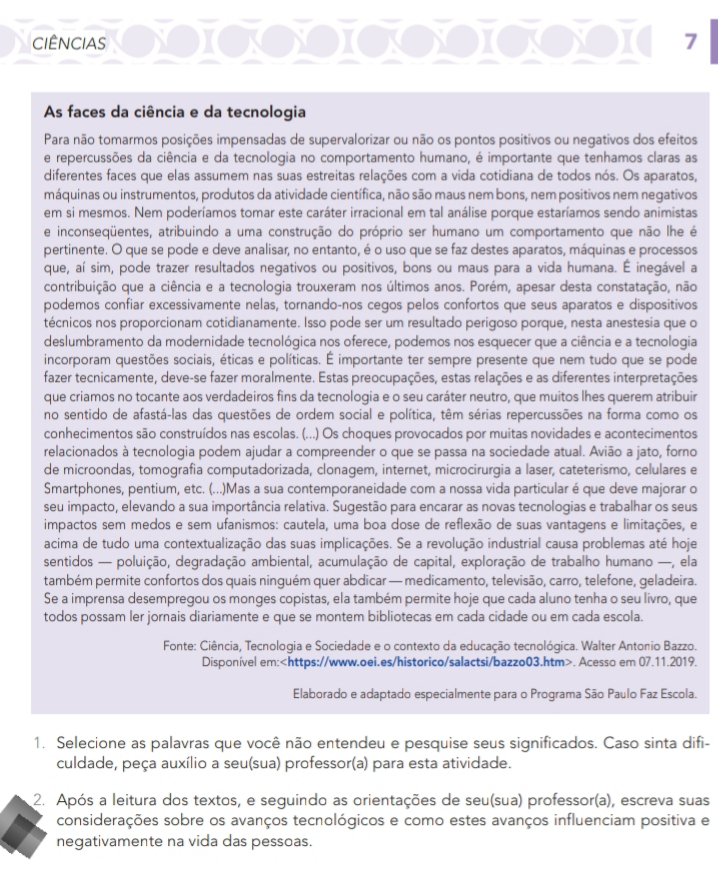 CIÊNCIAS
7
As faces da ciência e da tecnologia
Para não tomarmos posições impensadas de supervalorizar ou não os pontos positivos ou negativos dos efeitos
e repercussões da ciência e da tecnologia no comportamento humano, é importante que tenhamos claras as
diferentes faces que elas assumem nas suas estreitas relações com a vida cotidiana de todos nós. Os aparatos,
máquinas ou instrumentos, produtos da atividade científica, não são maus nem bons, nem positivos nem negativos
em si mesmos. Nem poderíamos tomar este caráter irracional em tal análise porque estaríamos sendo animistas
e inconseqüentes, atribuindo a uma construção do próprio ser humano um comportamento que não lhe é
pertinente. O que se pode e deve analisar, no entanto, é o uso que se faz destes aparatos, máquinas e processos
que, aí sim, pode trazer resultados negativos ou positivos, bons ou maus para a vida humana. É inegável a
contribuição que a ciência e a tecnologia trouxeram nos últimos anos. Porém, apesar desta constatação, não
podemos confiar excessivamente nelas, tornando-nos cegos pelos confortos que seus aparatos e dispositivos
técnicos nos proporcionam cotidianamente. Isso pode ser um resultado perigoso porque, nesta anestesia que o
deslumbramento da modernidade tecnológica nos oferece, podemos nos esquecer que a ciência e a tecnologia
incorporam questões sociais, éticas e políticas. É importante ter sempre presente que nem tudo que se pode
fazer tecnicamente, deve-se fazer moralmente. Estas preocupações, estas relações e as diferentes interpretações
que criamos no tocante aos verdadeiros fins da tecnologia e o seu caráter neutro, que muitos lhes querem atribuir
no sentido de afastá-las das questões de ordem social e política, têm sérias repercussões na forma como os
conhecimentos são construídos nas escolas. (...) Os choques provocados por muitas novidades e acontecimentos
relacionados à tecnologia podem ajudar a compreender o que se passa na sociedade atual. Avião a jato, forno
de microondas, tomografia computadorizada, clonagem, internet, microcirurgia a laser, cateterismo, celulares e
Smartphones, pentium, etc. (...)Mas a sua contemporaneidade com a nossa vida particular é que deve majorar o
seu impacto, elevando a sua importância relativa. Sugestão para encarar as novas tecnologias e trabalhar os seus
impactos sem medos e sem ufanismos: cautela, uma boa dose de reflexão de suas vantagens e limitações, e
acima de tudo uma contextualização das suas implicações. Se a revolução industrial causa problemas até hoje
sentidos — poluição, degradação ambiental, acumulação de capital, exploração de trabalho humano —, ela
também permite confortos dos quais ninguém quer abdicar — medicamento, televisão, carro, telefone, geladeira.
Se a imprensa desempregou os monges copistas, ela também permite hoje que cada aluno tenha o seu livro, que
todos possam ler jornais diariamente e que se montem bibliotecas em cada cidade ou em cada escola.
Fonte: Ciência, Tecnologia e Sociedade e o contexto da educação tecnológica. Walter Antonio Bazzo.
Disponível em:<https://www.oei.es/historico/salactsi/bazzo03.htm>. Acesso em 07.11.2019.
Elaborado e adaptado especialmente para o Programa São Paulo Faz Escola.
1. Selecione as palavras que você não entendeu e pesquise seus significados. Caso sinta difi-
culdade, peça auxílio a seu(sua) professor(a) para esta atividade.
2. Após a leitura dos textos, e seguindo as orientações de seu(sua) professor(a), escreva suas
considerações sobre os avanços tecnológicos e como estes avanços influenciam positiva e
negativamente na vida das pessoas.